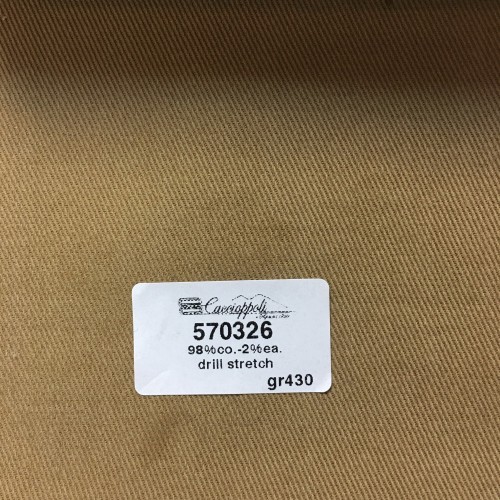 Caccioppoli
570326
98%co.-2%ea.
drill stretch
gr430